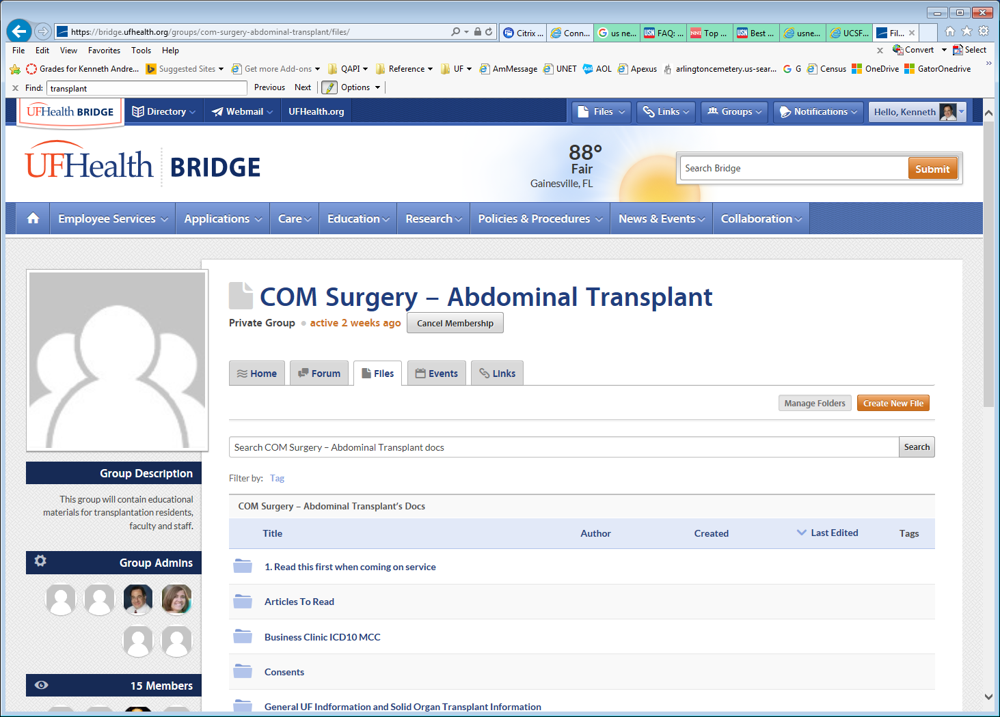 https://bridge.ufhealth.org/groups/com-surgery-abdominal-transplant/files/
Citrix ...
Conn...
us ne...
FAQ: ...
Top ...
Best ...
usne...
UCSF...
Fil...
File Edit View Favorites Tools Help
Convert Select
Grades for Kenneth Andre... Suggested Sites Get more Add-ons QAPI Reference UF AmMessage UNET AOL Apexus arlingtoncemetery.us-sear... G Census OneDrive GatorOnedrive
Find: transplant Previous Next Options
UFHealth BRIDGE Directory Webmail UFHealth.org Files Links Groups Notifications Hello, Kenneth
UFHealth BRIDGE
88°
Fair
Gainesville, FL
Search Bridge Submit
Employee Services Applications Care Education Research Policies & Procedures News & Events Collaboration
COM Surgery – Abdominal Transplant
Private Group active 2 weeks ago Cancel Membership
Home Forum Files Events Links
Manage Folders Create New File
Search COM Surgery – Abdominal Transplant docs Search
Filter by: Tag
COM Surgery – Abdominal Transplant's Docs
Title Author Created Last Edited Tags
1. Read this first when coming on service
Articles To Read
Business Clinic ICD10 MCC
Consents
General UF Indformation and Solid Organ Transplant Information
Group Description
This group will contain educational
materials for transplantation residents,
faculty and staff.
Group Admins
15 Members